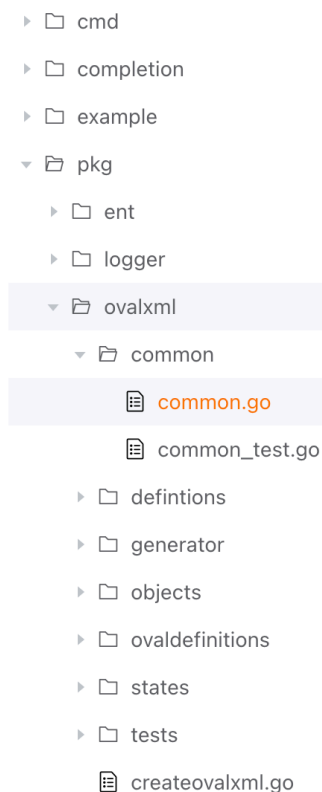 cmd
completion
example
pkg
ent
logger
ovalxml
common
common.go
common_test.go
defintions
generator
objects
ovaldefinitions
states
tests
createovalxml.go